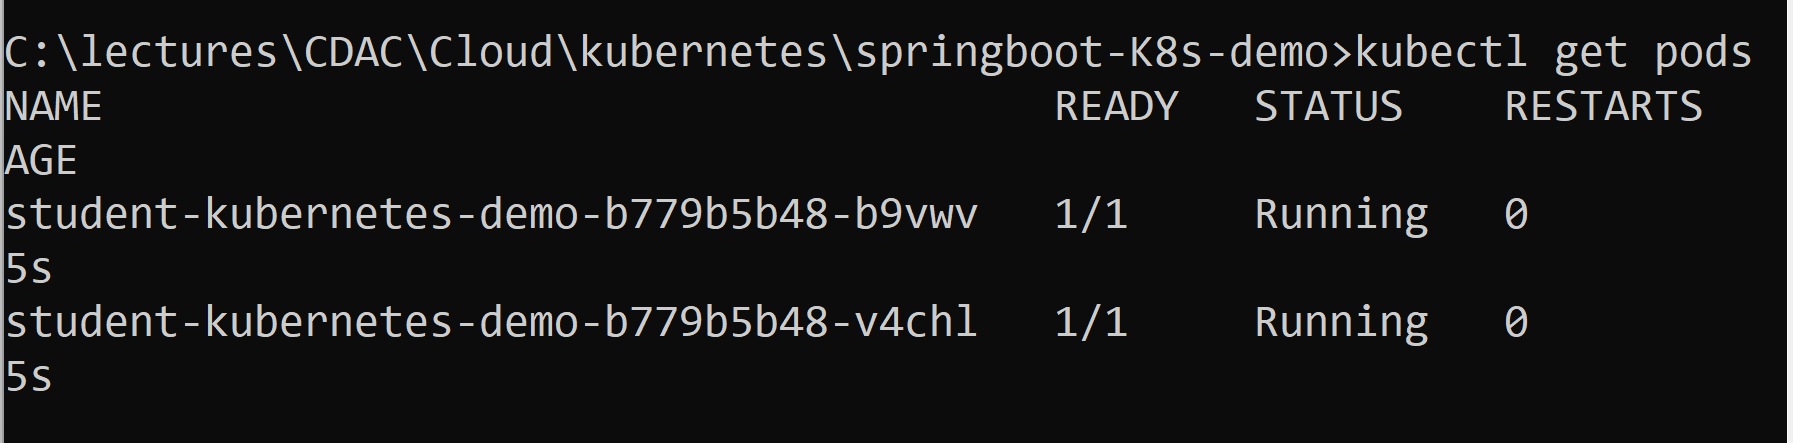 C:\lectures\CDAC\Cloud\kubernetes\springboot-K8s-demo>kubectl get pods
NAME                                      READY   STATUS    RESTARTS
AGE
student-kubernetes-demo-b779b5b48-b9vwv   1/1     Running   0
5s
student-kubernetes-demo-b779b5b48-v4chl   1/1     Running   0
5s